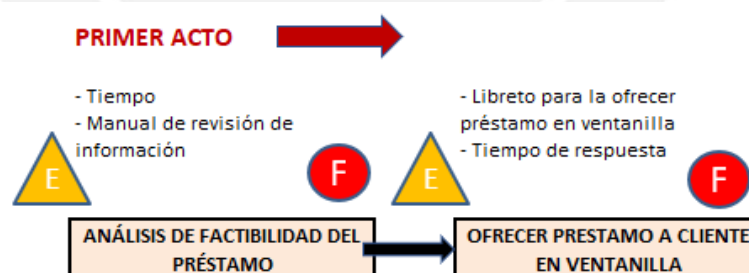 PRIMER ACTO
- Tiempo
- Manual de revisión de
información
E
F
- Libreto para la ofrecer
préstamo en ventanilla
- Tiempo de respuesta
E
F
ANÁLISIS DE FACTIBILIDAD DEL
PRÉSTAMO
OFRECER PRESTAMO A CLIENTE
EN VENTANILLA